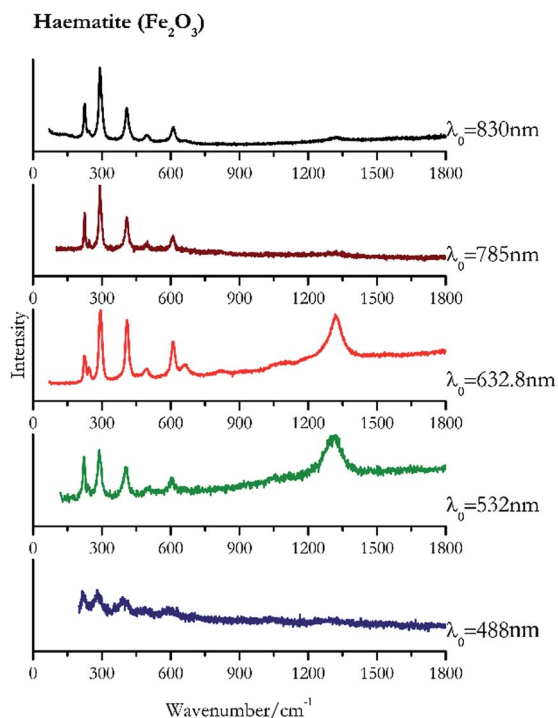 Haematite (Fe₂O₃)
0 300 600 900 1200 1500 1800
λ₀=830nm
0 300 600 900 1200 1500 1800
λ₀=785nm
Intensity
0 300 600 900 1200 1500 1800
λ₀=632.8nm
0 300 600 900 1200 1500 1800
λ₀=532nm
0 300 600 900 1200 1500 1800
λ₀=488nm
Wavenumber/cm⁻¹